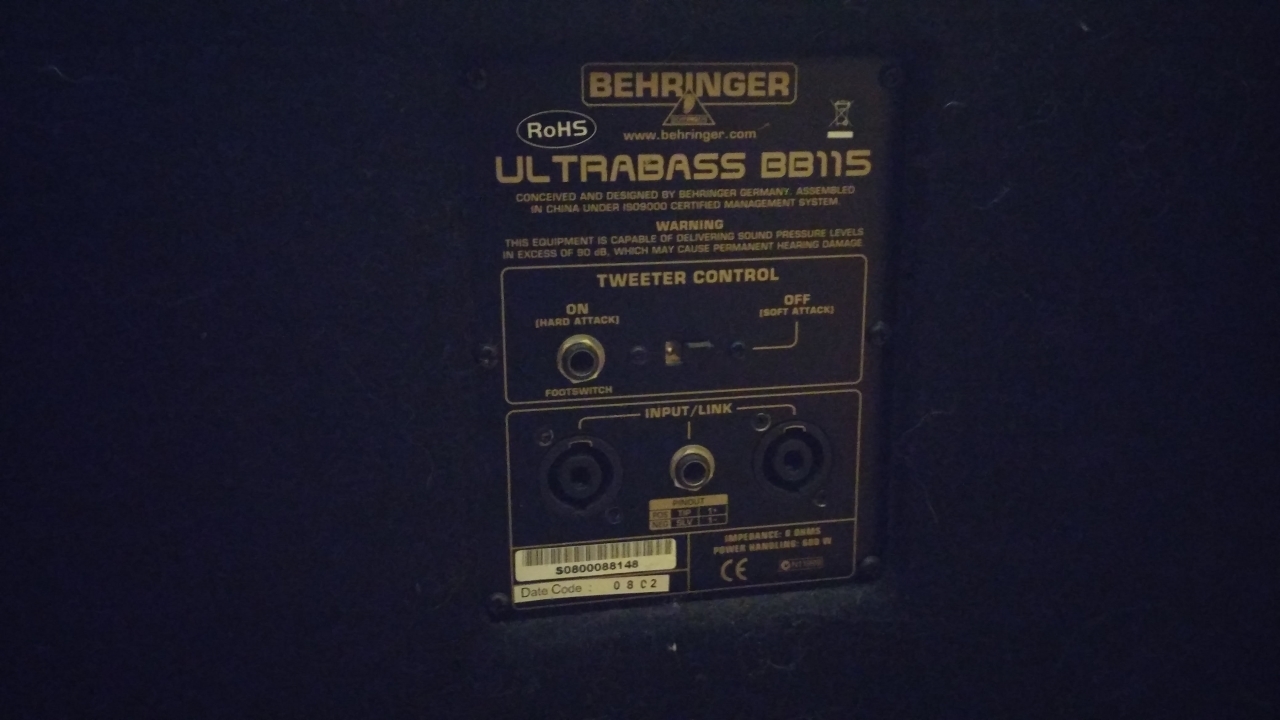 BEHRINGER
RoHS
www.behringer.com
ULTRABASS BB115
CONCEIVED AND DESIGNED BY BEHRINGER GERMANY. ASSEMBLED
IN CHINA UNDER ISO9000 CERTIFIED MANAGEMENT SYSTEM.
WARNING
THIS EQUIPMENT IS CAPABLE OF DELIVERING SOUND PRESSURE LEVELS
IN EXCESS OF 90 dB, WHICH MAY CAUSE PERMANENT HEARING DAMAGE
TWEETER CONTROL
ON
(HARD ATTACK)
OFF
(SOFT ATTACK)
FOOTSWITCH
INPUT/LINK
PINOUT
POS TIP 1+
NEG SLV 1-
IMPEDANCE: 8 OHMS
POWER HANDLING: 600 W
S0800088148
Date Code : 0802
CE